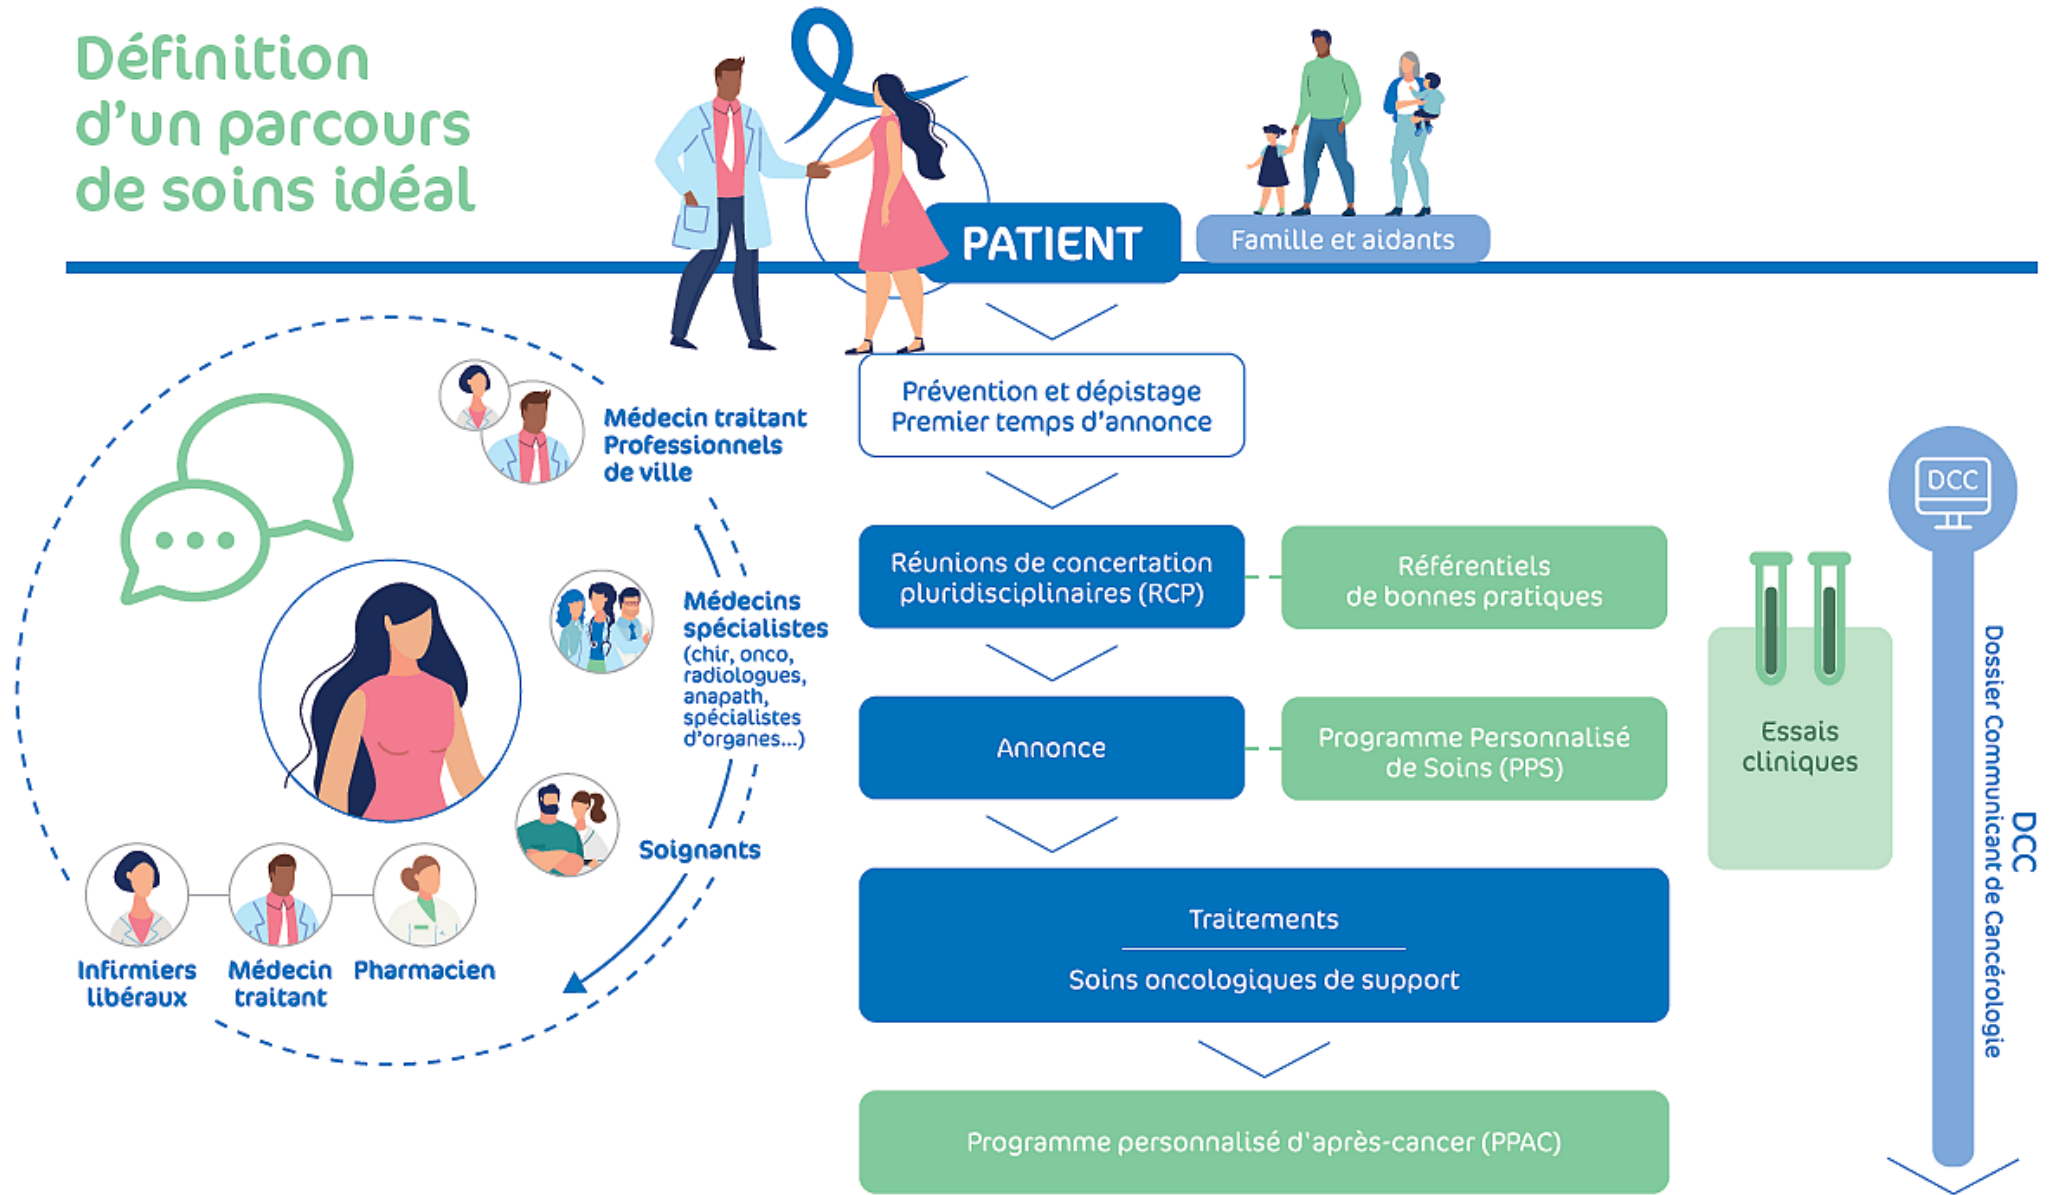 Définition
d'un parcours
de soins idéal
PATIENT
Famille et aidants
Médecin traitant
Professionnels
de ville
Médecins
spécialistes
(chir, onco,
radiologues,
anapath,
spécialistes
d'organes...)
Soignants
Infirmiers
libéraux
Médecin
traitant
Pharmacien
Prévention et dépistage
Premier temps d'annonce
Réunions de concertation
pluridisciplinaires (RCP)
Référentiels
de bonnes pratiques
Annonce
Programme Personnalisé
de Soins (PPS)
Traitements
Soins oncologiques de support
Programme personnalisé d'après-cancer (PPAC)
Essais
cliniques
DCC
DCC
Dossier Communicant de Cancérologie